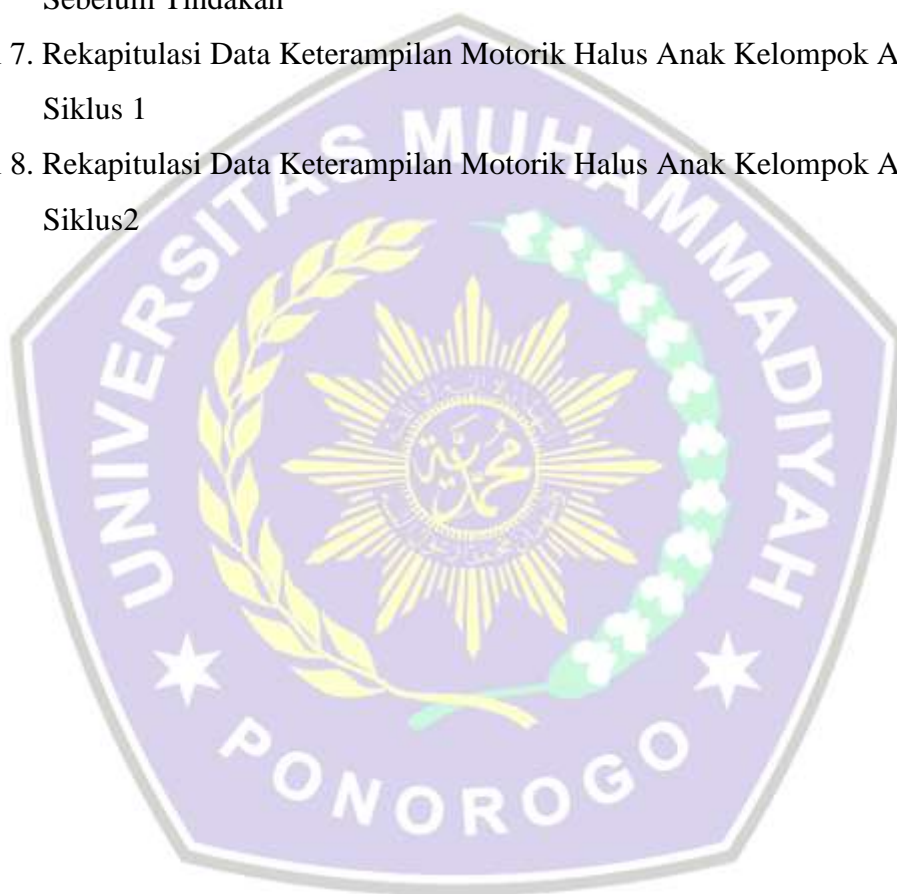 Sebelum Tindakan
7. Rekapitulasi Data Keterampilan Motorik Halus Anak Kelompok A
Siklus 1
8. Rekapitulasi Data Keterampilan Motorik Halus Anak Kelompok A
Siklus2
UNIVERSITAS MUHAMMADIYAH
PONOROGO
محمدية